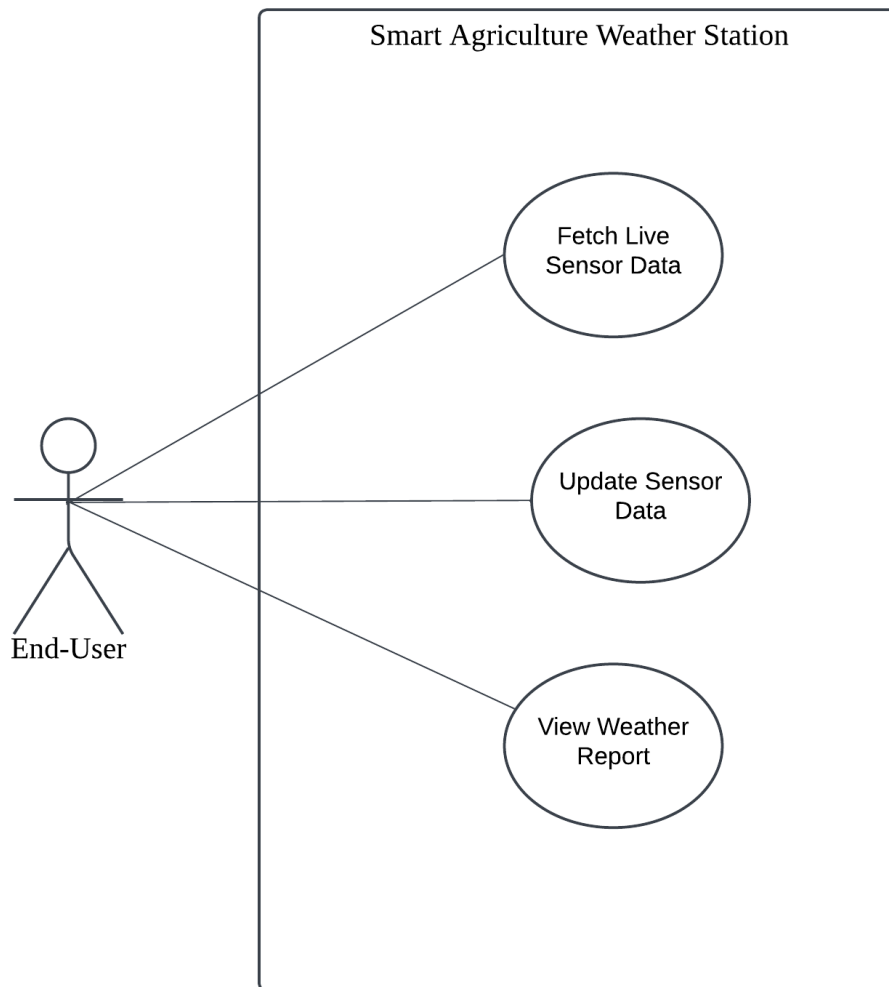 Smart Agriculture Weather Station
Fetch Live
Sensor Data
Update Sensor
Data
End-User
View Weather
Report